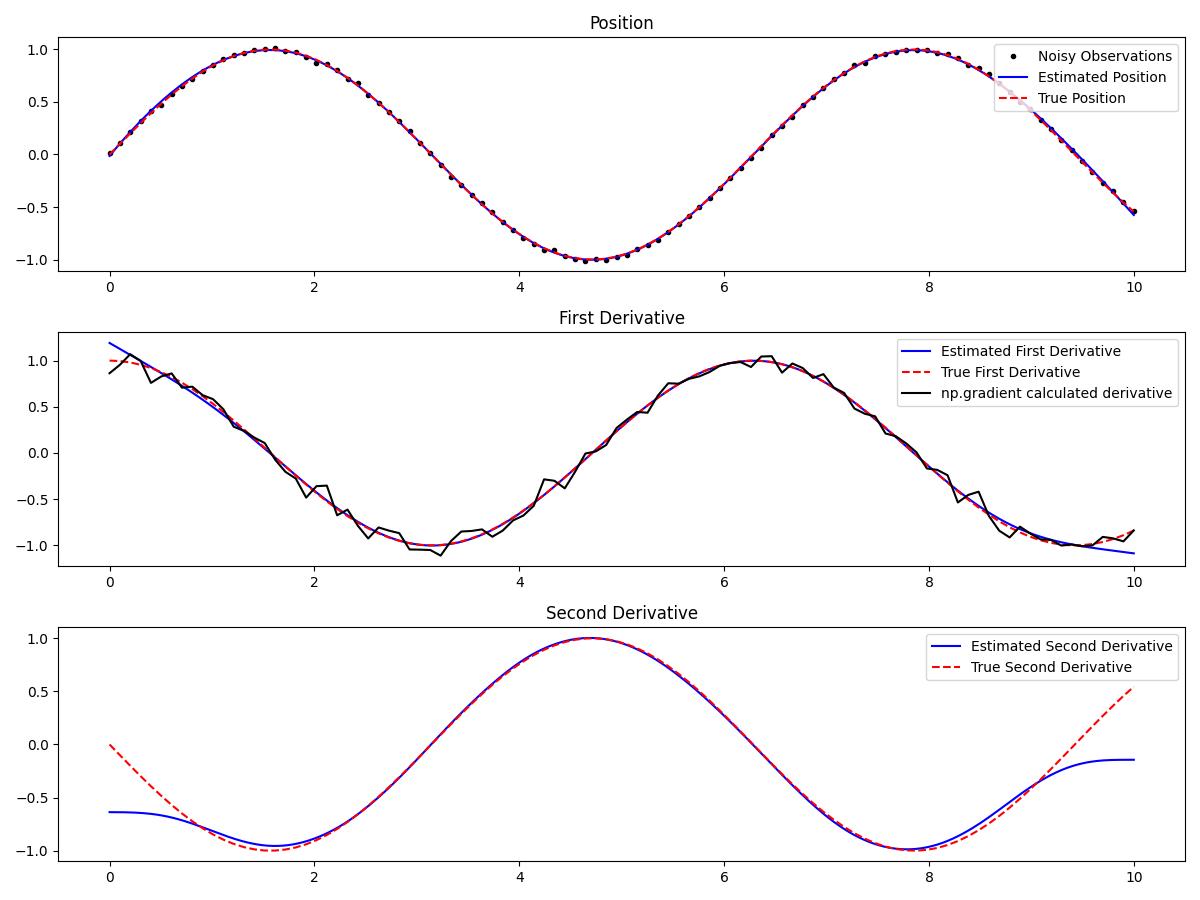 Position
1.0
0.5
0.0
−0.5
−1.0
Noisy Observations
Estimated Position
True Position
0 2 4 6 8 10
First Derivative
1.0
0.5
0.0
−0.5
−1.0
Estimated First Derivative
True First Derivative
np.gradient calculated derivative
0 2 4 6 8 10
Second Derivative
1.0
0.5
0.0
−0.5
−1.0
Estimated Second Derivative
True Second Derivative
0 2 4 6 8 10